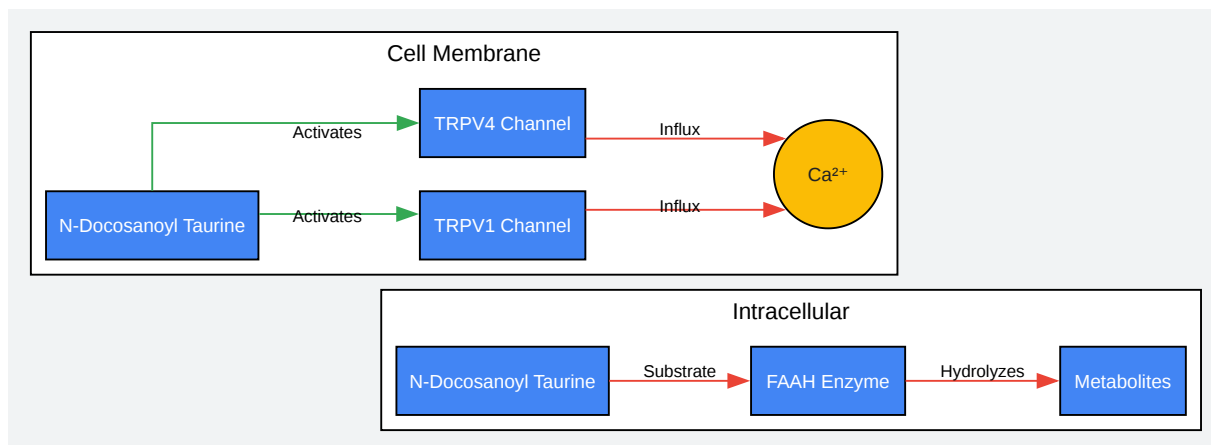 Cell Membrane
TRPV4 Channel
Activates
Influx
Ca²⁺
N-Docosanoyl Taurine
Activates
TRPV1 Channel
Influx
Intracellular
N-Docosanoyl Taurine
Substrate
FAAH Enzyme
Hydrolyzes
Metabolites